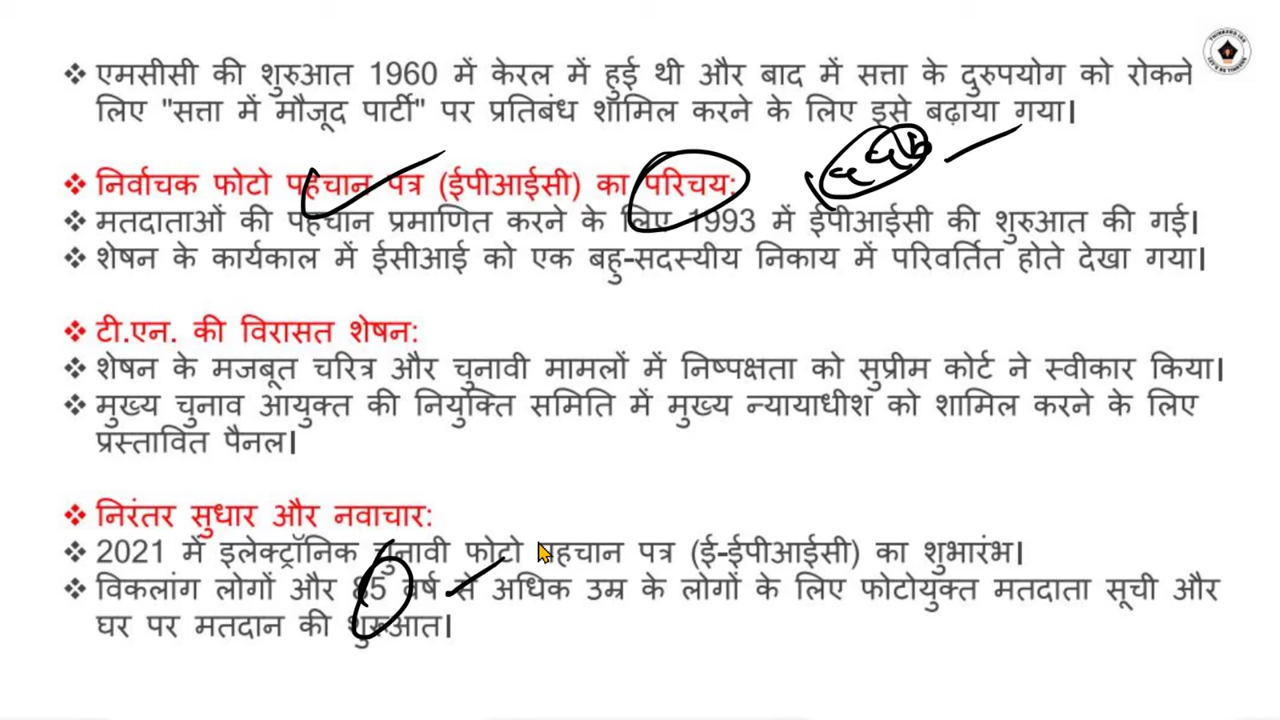 ❖ एमसीसी की शुरुआत 1960 में केरल में हुई थी और बाद में सत्ता के दुरुपयोग को रोकने
लिए "सत्ता में मौजूद पार्टी" पर प्रतिबंध शामिल करने के लिए इसे बढ़ाया गया।
❖ निर्वाचक फोटो पहचान पत्र (ईपीआईसी) का परिचय:
❖ मतदाताओं की पहचान प्रमाणित करने के लिए 1993 में ईपीआईसी की शुरुआत की गई।
❖ शेषन के कार्यकाल में ईसीआई को एक बहु-सदस्यीय निकाय में परिवर्तित होते देखा गया।
❖ टी.एन. की विरासत शेषन:
❖ शेषन के मजबूत चरित्र और चुनावी मामलों में निष्पक्षता को सुप्रीम कोर्ट ने स्वीकार किया।
❖ मुख्य चुनाव आयुक्त की नियुक्ति समिति में मुख्य न्यायाधीश को शामिल करने के लिए
प्रस्तावित पैनल।
❖ निरंतर सुधार और नवाचार:
❖ 2021 में इलेक्ट्रॉनिक चुनावी फोटो पहचान पत्र (ई-ईपीआईसी) का शुभारंभ।
❖ विकलांग लोगों और 85 वर्ष से अधिक उम्र के लोगों के लिए फोटोयुक्त मतदाता सूची और
घर पर मतदान की शुरुआत।